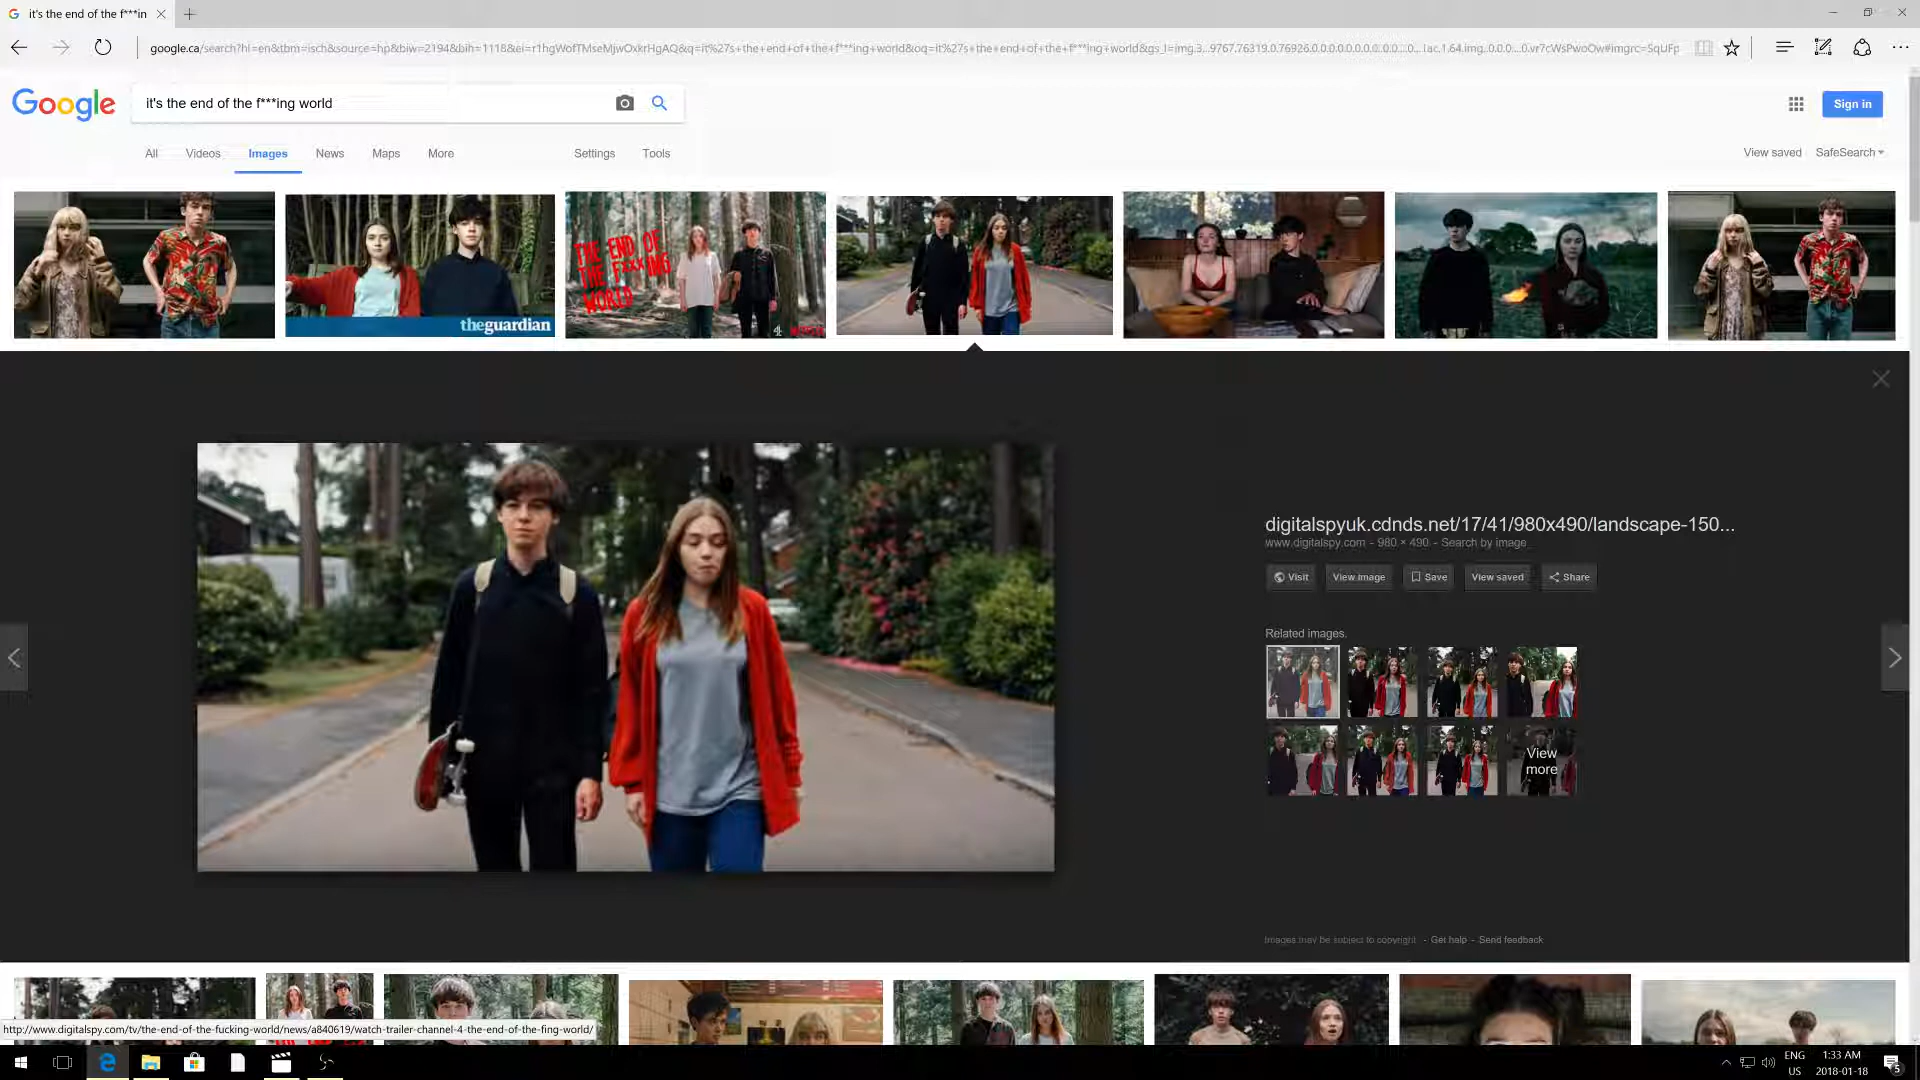 it's the end of the f***in
google.ca/search?hl=en&tbm=isch&source=hp&biw=2194&bih=1118&ei=r1hgWofTMseMjwOxkrHgAQ&q=it%27s+the+end+of+the+f***ing+world&oq=it%27s+the+end+of+the+f***ing+world&gs_l=img.3...9767.76319.0.76926.0.0.0.0.0.0.0.0..0.0....0...1ac.1.64.img..0.0.0....0.vr7cWsPwoOw#imgrc=SqUFp
Google
it's the end of the f***ing world
Sign in
All Videos Images News Maps More Settings Tools
View saved SafeSearch
THE END OF
THE F***ING
WORLD
theguardian
4
digitalspyuk.cdnds.net/17/41/980x490/landscape-150...
www.digitalspy.com - 980 × 490 - Search by image
Visit View image Save View saved Share
Related images:
View
more
Images may be subject to copyright. - Get help - Send feedback
http://www.digitalspy.com/tv/the-end-of-the-fucking-world/news/a840619/watch-trailer-channel-4-the-end-of-the-fing-world/
ENG 1:33 AM
US 2018-01-18
5